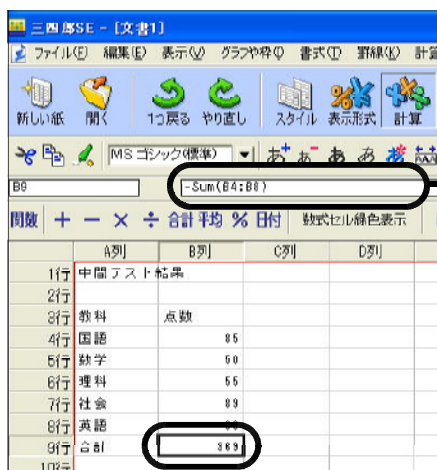 三四郎SE - [文書1]
ファイル(F) 編集(E) 表示(V) グラフや枠(I) 書式(T) 罫線(K) 計算
新しい紙 開く 1つ戻る やり直し スタイル 表示形式 計算
MS ゴシック(標準) あ+ あ- あ あ あ
B9 =Sum(B4:B8)
関数 + − × ÷ 合計 平均 % 日付 数式セル緑色表示
A列 B列 C列 D列
1行 中間テスト結果
2行
3行 教科 点数
4行 国語 85
5行 数学 50
6行 理科 55
7行 社会 89
8行 英語
9行 合計 369
10行